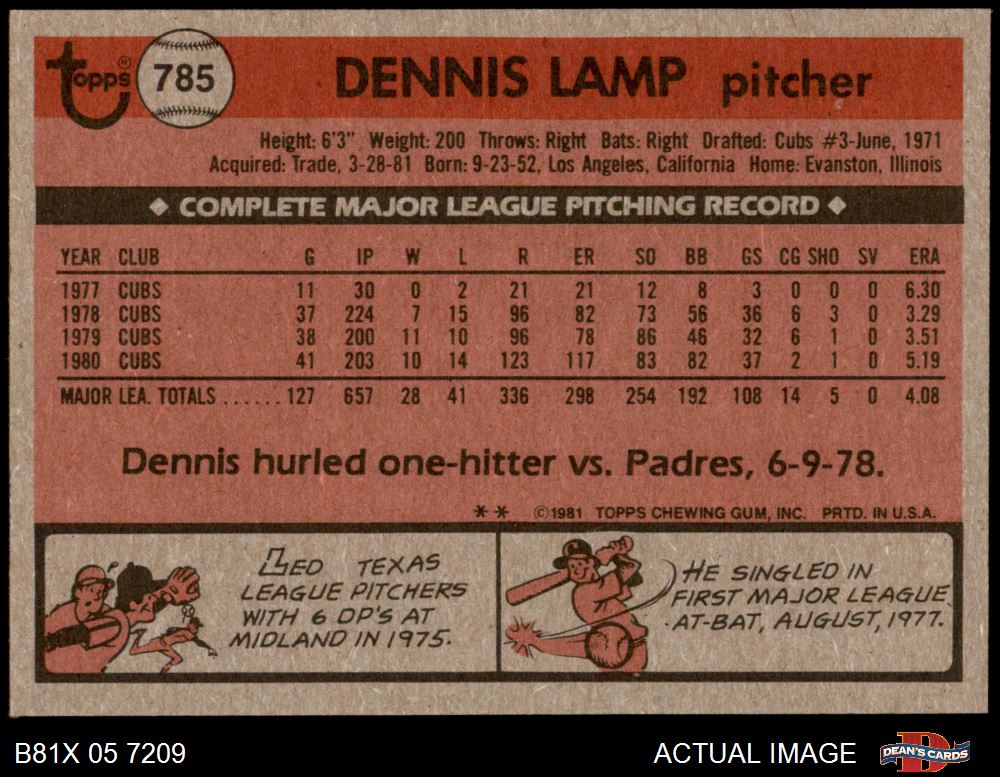 Topps® 785 DENNIS LAMP pitcher
Height: 6'3" Weight: 200 Throws: Right Bats: Right Drafted: Cubs #3-June, 1971
Acquired: Trade, 3-28-81 Born: 9-23-52, Los Angeles, California Home: Evanston, Illinois
◆ COMPLETE MAJOR LEAGUE PITCHING RECORD ◆
YEAR CLUB G IP W L R ER SO BB GS CG SHO SV ERA
1977 CUBS 11 30 0 2 21 21 12 8 3 0 0 0 6.30
1978 CUBS 37 224 7 15 96 82 73 56 36 6 3 0 3.29
1979 CUBS 38 200 11 10 96 78 86 46 32 6 1 0 3.51
1980 CUBS 41 203 10 14 123 117 83 82 37 2 1 0 5.19
MAJOR LEA. TOTALS ...... 127 657 28 41 336 298 254 192 108 14 5 0 4.08
Dennis hurled one-hitter vs. Padres, 6-9-78.
** ©1981 TOPPS CHEWING GUM, INC. PRTD. IN U.S.A.
LED TEXAS
LEAGUE PITCHERS
WITH 6 DP'S AT
MIDLAND IN 1975.
HE SINGLED IN
FIRST MAJOR LEAGUE
AT-BAT, AUGUST, 1977.
B81X 05 7209 ACTUAL IMAGE D DEAN'S CARDS